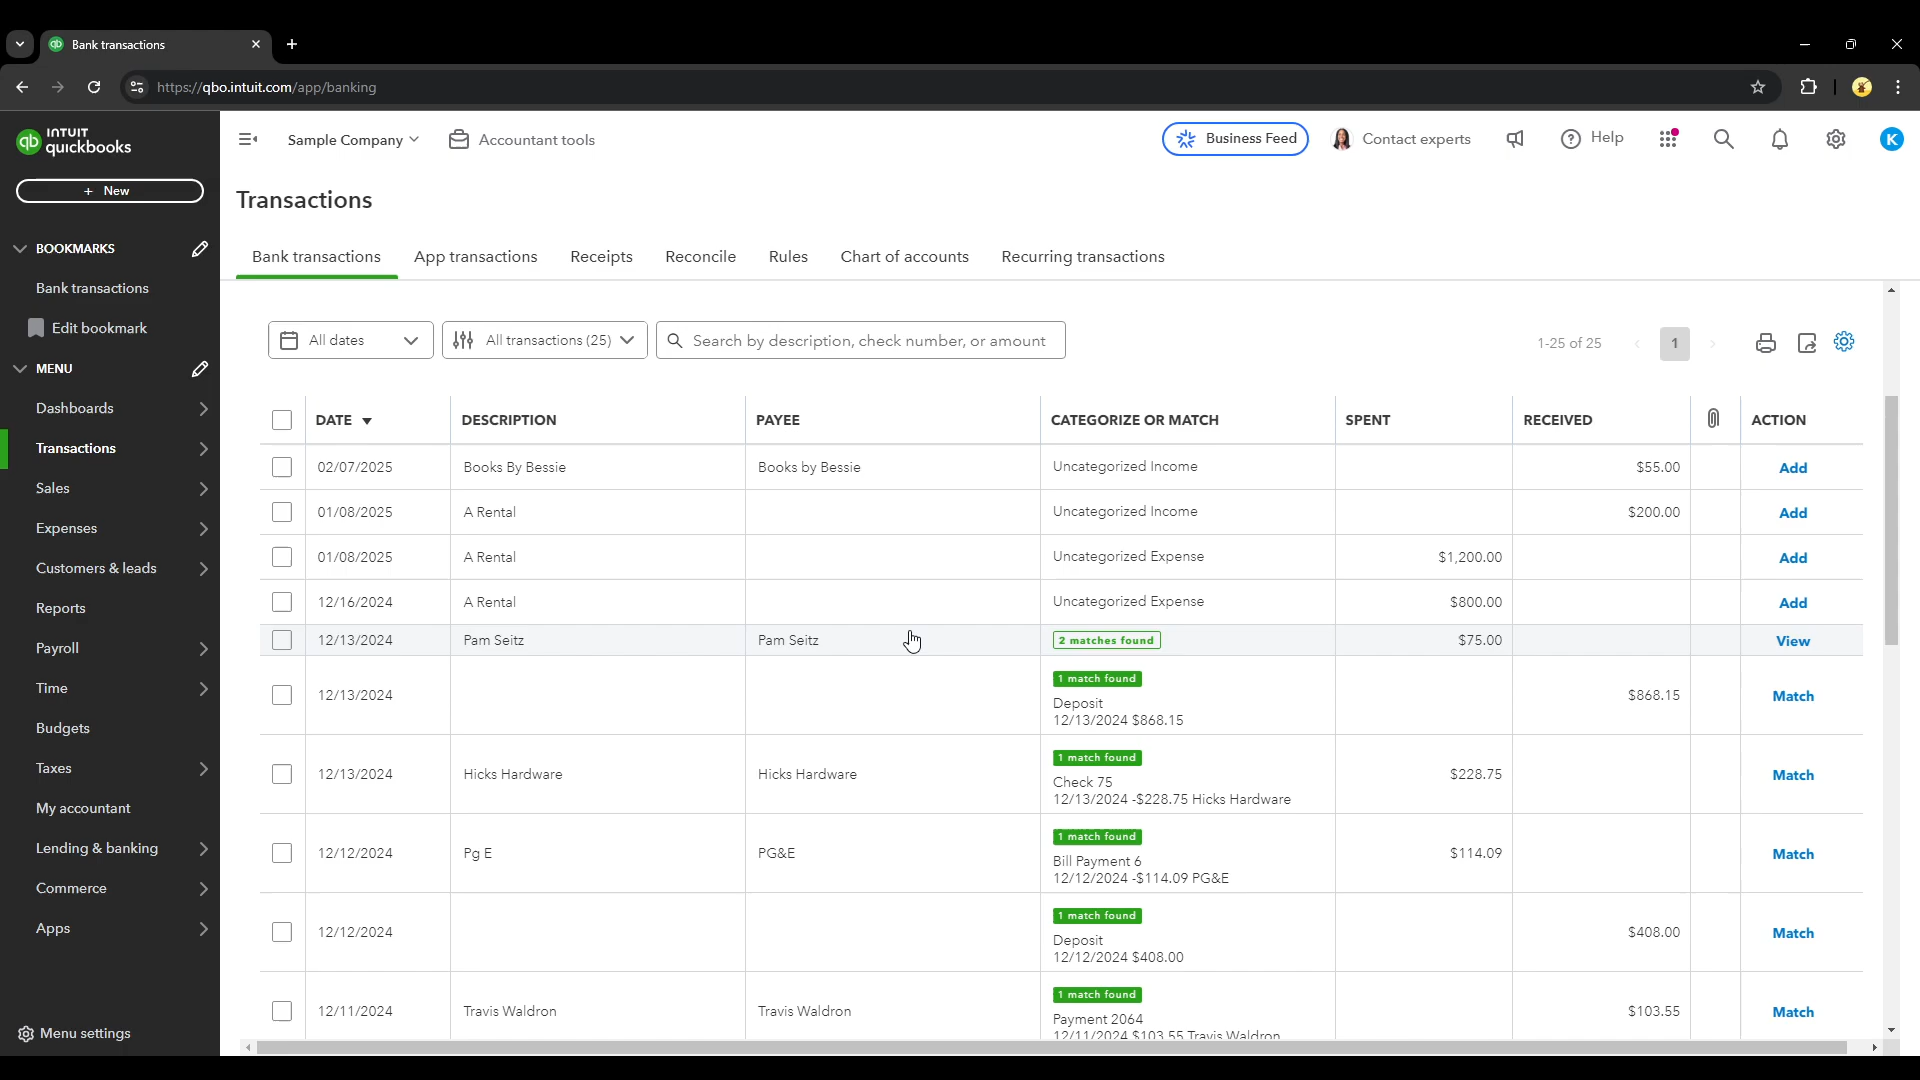 Bank transactions
https://qbo.intuit.com/app/banking
INTUIT
quickbooks
qb
+ New
BOOKMARKS
Bank transactions
Edit bookmark
MENU
Dashboards
Transactions
Sales
Expenses
Customers & leads
Reports
Payroll
Time
Budgets
Taxes
My accountant
Lending & banking
Commerce
Apps
Menu settings
Sample Company
Accountant tools
Business Feed
Contact experts
Help
K
Transactions
Bank transactions App transactions Receipts Reconcile Rules Chart of accounts Recurring transactions
All dates
All transactions (25)
Search by description, check number, or amount
1-25 of 25
1
DATE DESCRIPTION PAYEE CATEGORIZE OR MATCH SPENT RECEIVED ACTION
02/07/2025 Books By Bessie Books by Bessie Uncategorized Income $55.00 Add
01/08/2025 A Rental Uncategorized Income $200.00 Add
01/08/2025 A Rental Uncategorized Expense $1,200.00 Add
12/16/2024 A Rental Uncategorized Expense $800.00 Add
12/13/2024 Pam Seitz Pam Seitz 2 matches found $75.00 View
1 match found
12/13/2024 Deposit $868.15 Match
12/13/2024 $868.15
1 match found
12/13/2024 Hicks Hardware Hicks Hardware Check 75 $228.75 Match
12/13/2024 -$228.75 Hicks Hardware
1 match found
12/12/2024 Pg E PG&E Bill Payment 6 $114.09 Match
12/12/2024 -$114.09 PG&E
1 match found
12/12/2024 Deposit $408.00 Match
12/12/2024 $408.00
1 match found
12/11/2024 Travis Waldron Travis Waldron Payment 2064 $103.55 Match
12/11/2024 $103.55 Travis Waldron